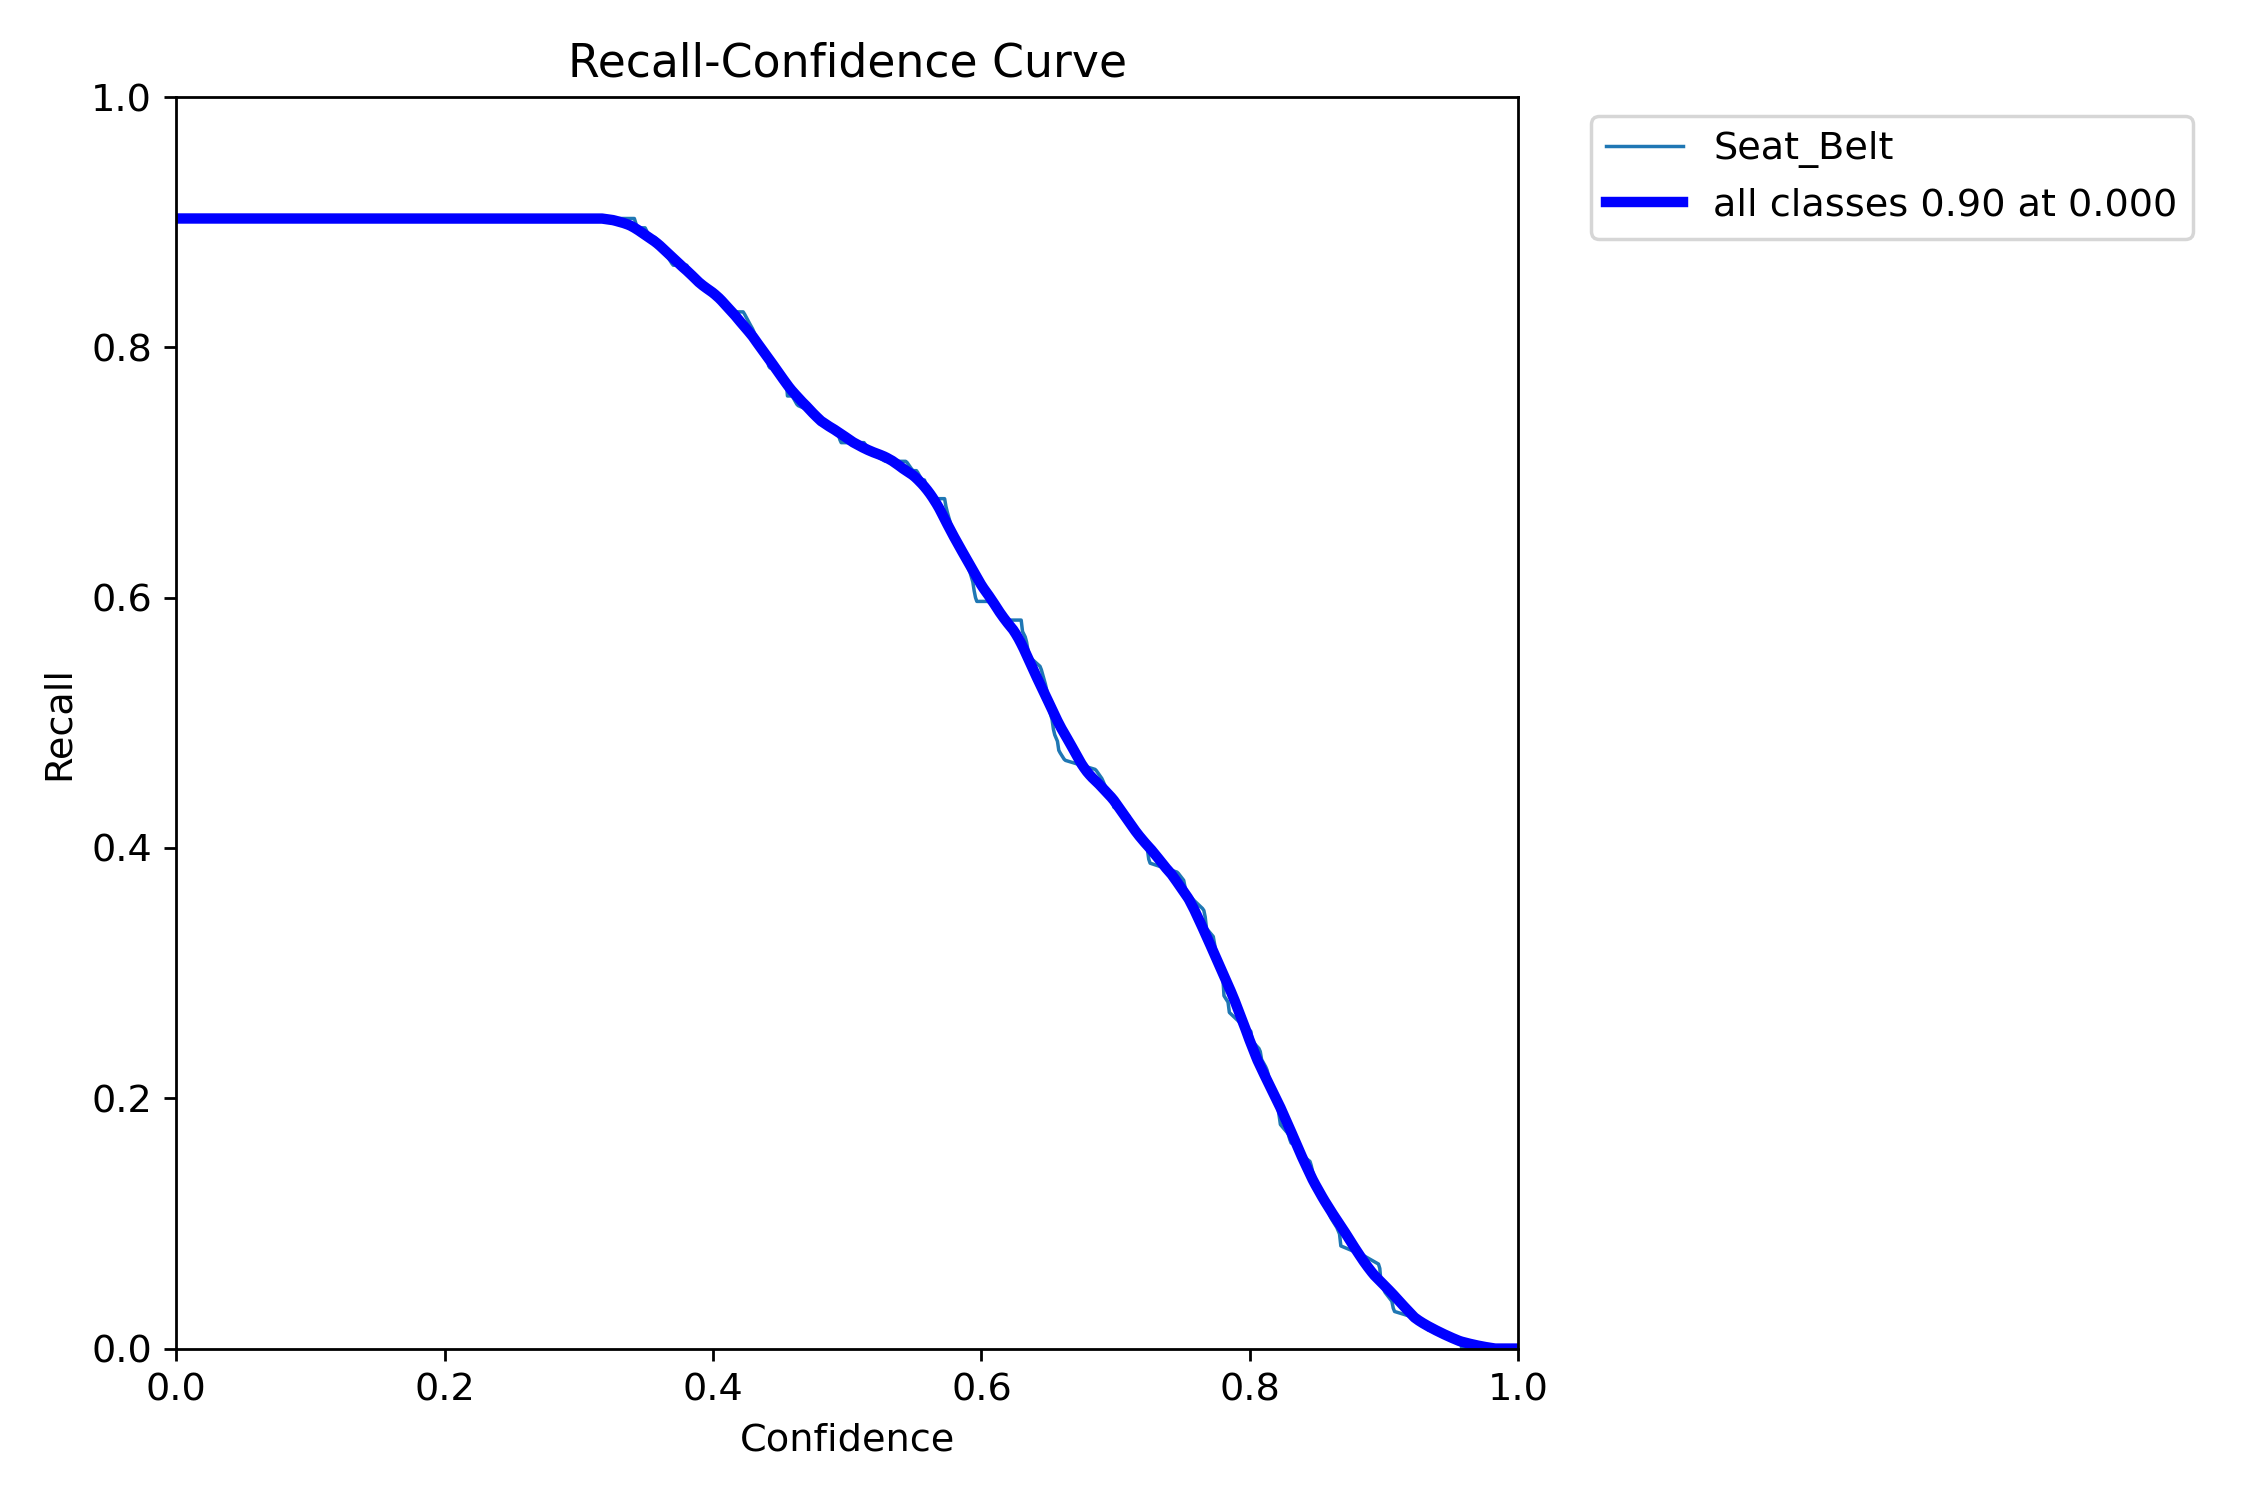 Recall-Confidence Curve
1.0
0.8
0.6
0.4
0.2
0.0
Recall
0.0 0.2 0.4 0.6 0.8 1.0
Confidence
Seat_Belt
all classes 0.90 at 0.000